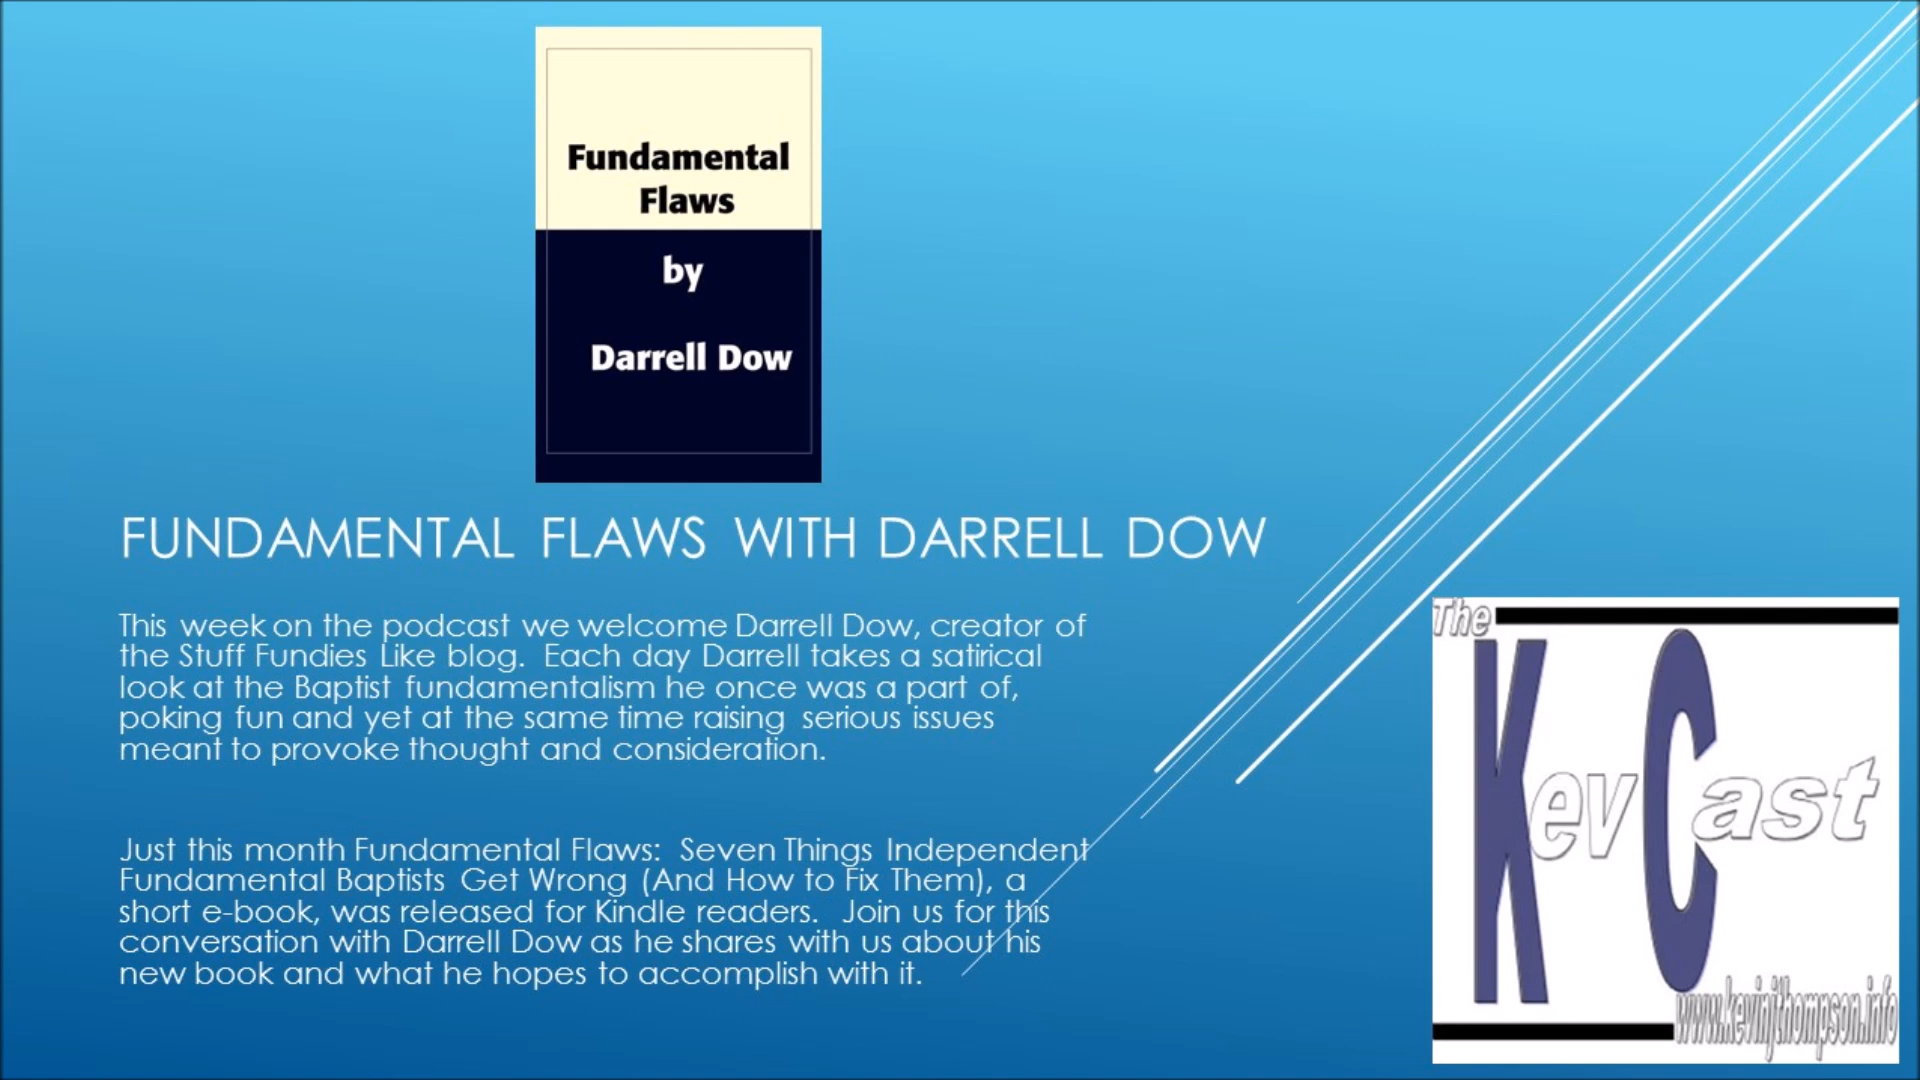 Fundamental
Flaws
by
Darrell Dow
FUNDAMENTAL FLAWS WITH DARRELL DOW
This week on the podcast we welcome Darrell Dow, creator of
the Stuff Fundies Like blog. Each day Darrell takes a satirical
look at the Baptist fundamentalism he once was a part of,
poking fun and yet at the same time raising serious issues
meant to provoke thought and consideration.
Just this month Fundamental Flaws: Seven Things Independent
Fundamental Baptists Get Wrong (And How to Fix Them), a
short e-book, was released for Kindle readers. Join us for this
conversation with Darrell Dow as he shares with us about his
new book and what he hopes to accomplish with it.
The
KevCast
www.kevinjthompson.info